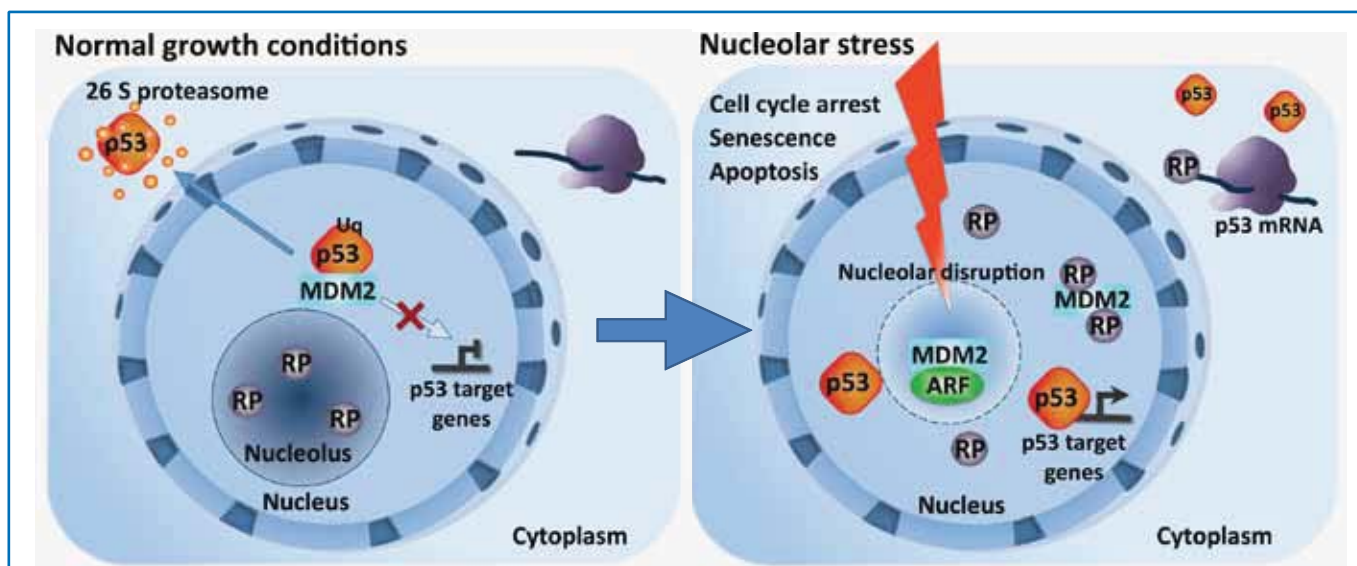 Normal growth conditions
26 S proteasome
p53
Uq
p53
MDM2
RP
RP
RP
Nucleolus
Nucleus
p53 target
genes
Cytoplasm
Nucleolar stress
Cell cycle arrest
Senescence
Apoptosis
p53
p53
RP
p53 mRNA
RP
Nucleolar disruption
RP
MDM2
RP
MDM2
ARF
p53
p53
p53 target
genes
RP
Nucleus
Cytoplasm